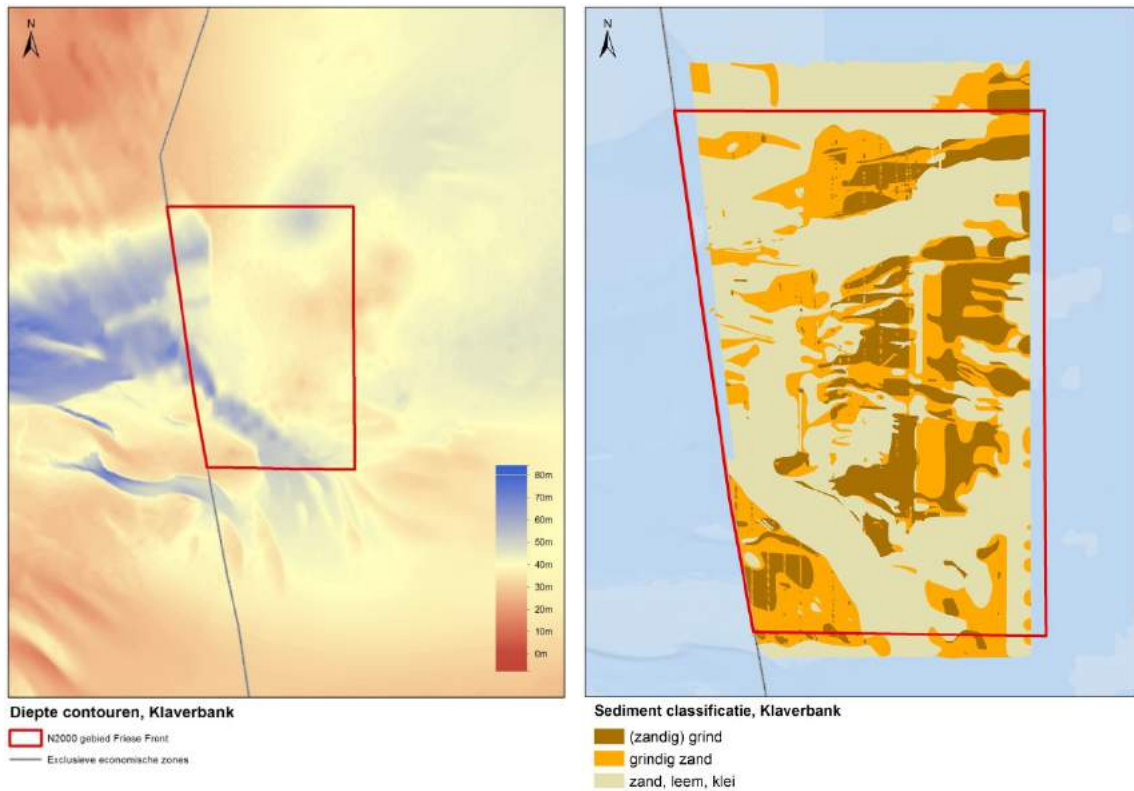 N
80m
70m
60m
50m
40m
30m
20m
10m
0m
Diepte contouren, Klaverbank
N2000 gebied Friese Front
Exclusieve economische zones
N
Sediment classificatie, Klaverbank
(zandig) grind
grindig zand
zand, leem, klei